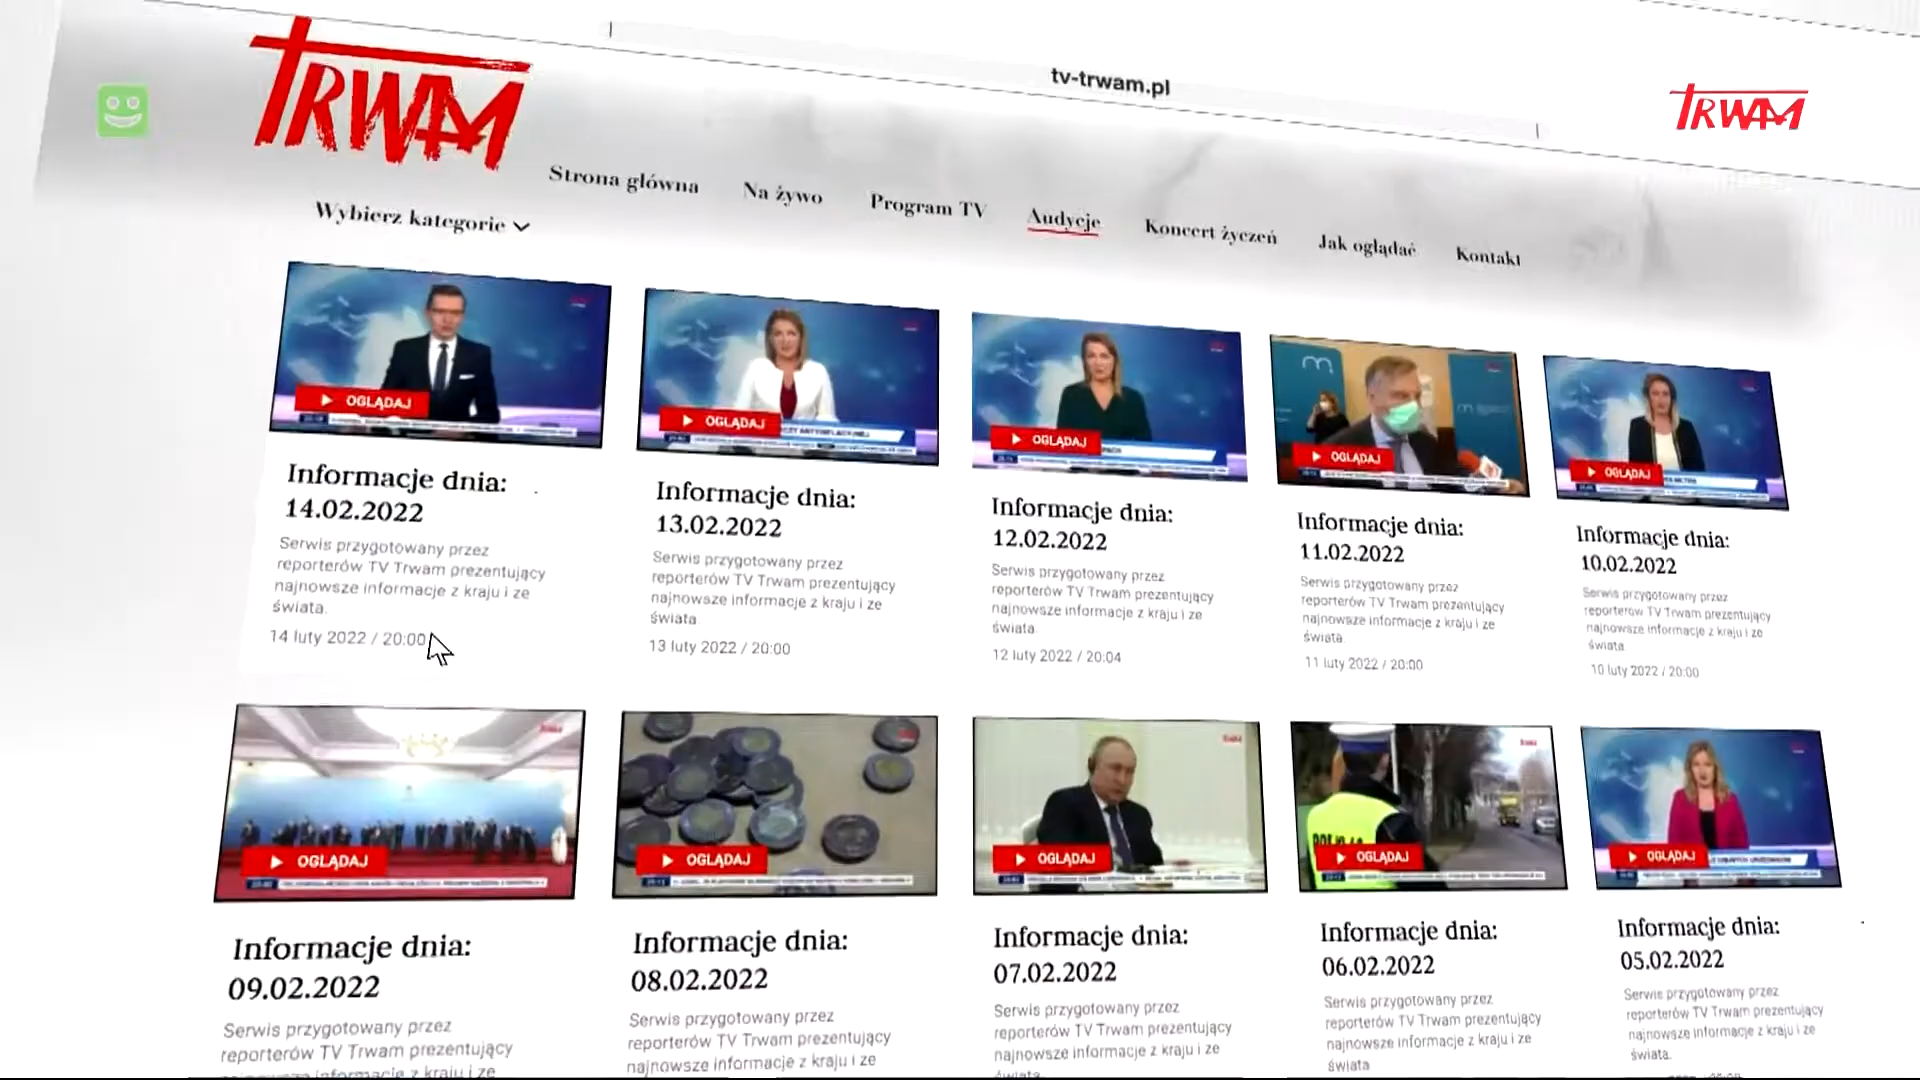 tv-trwam.pl
TRWAM
TRWAM
Strona główna Na żywo Program TV Audycje Koncert życzeń Jak oglądać Kontakt
Wybierz kategorie
OGLĄDAJ
Informacje dnia:
14.02.2022
Serwis przygotowany przez
reporterów TV Trwam prezentujący
najnowsze informacje z kraju i ze
świata.
14 luty 2022 / 20:00
OGLĄDAJ
Informacje dnia:
13.02.2022
Serwis przygotowany przez
reporterów TV Trwam prezentujący
najnowsze informacje z kraju i ze
świata.
13 luty 2022 / 20:00
OGLĄDAJ
Informacje dnia:
12.02.2022
Serwis przygotowany przez
reporterów TV Trwam prezentujący
najnowsze informacje z kraju i ze
świata.
12 luty 2022 / 20:04
OGLĄDAJ
Informacje dnia:
11.02.2022
Serwis przygotowany przez
reporterów TV Trwam prezentujący
najnowsze informacje z kraju i ze
świata.
11 luty 2022 / 20:00
OGLĄDAJ
Informacje dnia:
10.02.2022
Serwis przygotowany przez
reporterów TV Trwam prezentujący
najnowsze informacje z kraju i ze
świata.
10 luty 2022 / 20:00
OGLĄDAJ
Informacje dnia:
09.02.2022
Serwis przygotowany przez
reporterów TV Trwam prezentujący
najnowsze informacje z kraju i ze
OGLĄDAJ
Informacje dnia:
08.02.2022
Serwis przygotowany przez
reporterów TV Trwam prezentujący
najnowsze informacje z kraju i ze
OGLĄDAJ
Informacje dnia:
07.02.2022
Serwis przygotowany przez
reporterów TV Trwam prezentujący
najnowsze informacje z kraju i ze
świata.
OGLĄDAJ
Informacje dnia:
06.02.2022
Serwis przygotowany przez
reporterów TV Trwam prezentujący
najnowsze informacje z kraju i ze
świata
OGLĄDAJ
Informacje dnia:
05.02.2022
Serwis przygotowany przez
reporterów TV Trwam prezentujący
najnowsze informacje z kraju i ze
świata.